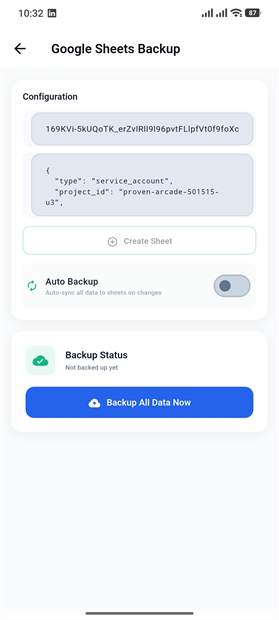 10:32
87
Google Sheets Backup
Configuration
{
"type": "service_account",
"project_id": "proven-arcade-501515-
u3",
Create Sheet
Auto Backup
Auto-sync all data to sheets on changes
Backup Status
Not backed up yet
Backup All Data Now